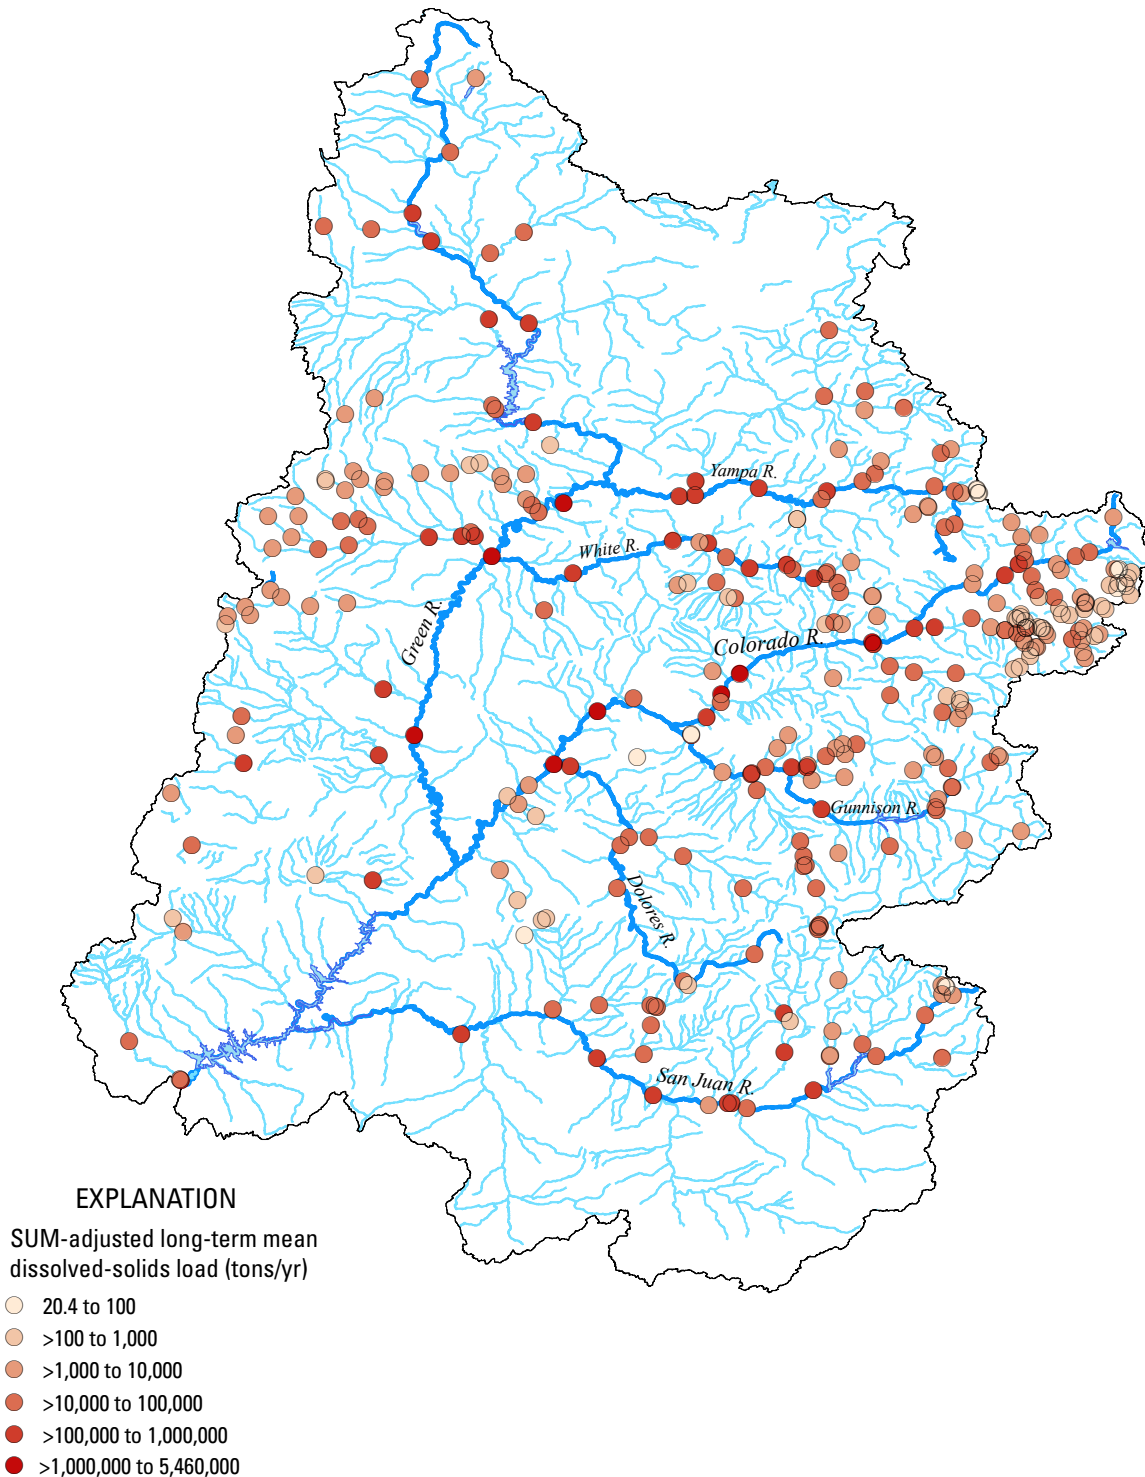 Yampa R.
White R.
Green R.
Colorado R.
Gunnison R.
Dolores R.
San Juan R.
EXPLANATION
SUM-adjusted long-term mean
dissolved-solids load (tons/yr)
20.4 to 100
>100 to 1,000
>1,000 to 10,000
>10,000 to 100,000
>100,000 to 1,000,000
>1,000,000 to 5,460,000